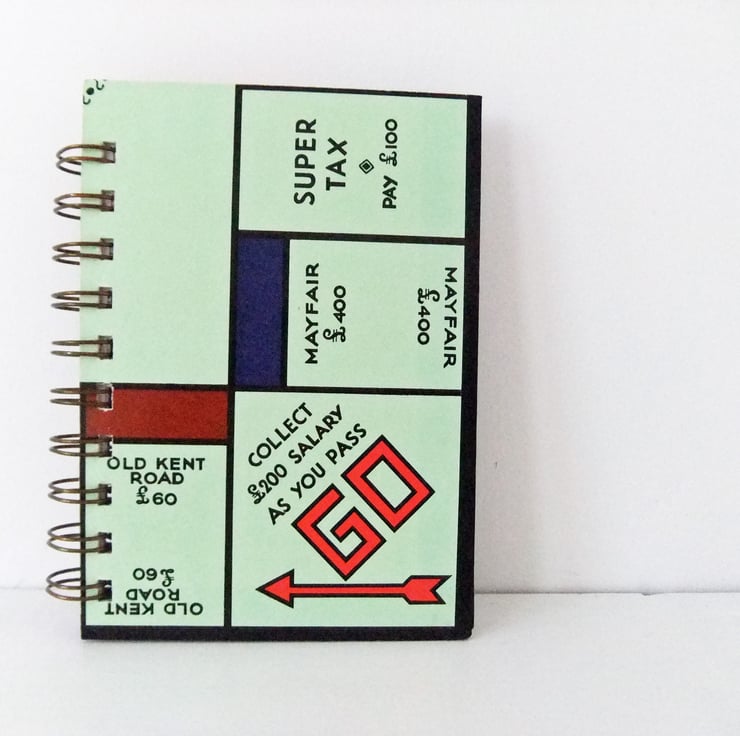 SUPER
TAX
PAY £100
MAYFAIR
£400
MAYFAIR
£400
COLLECT
£200 SALARY
AS YOU PASS
GO
OLD KENT
ROAD
£60
OLD KENT
ROAD
£60